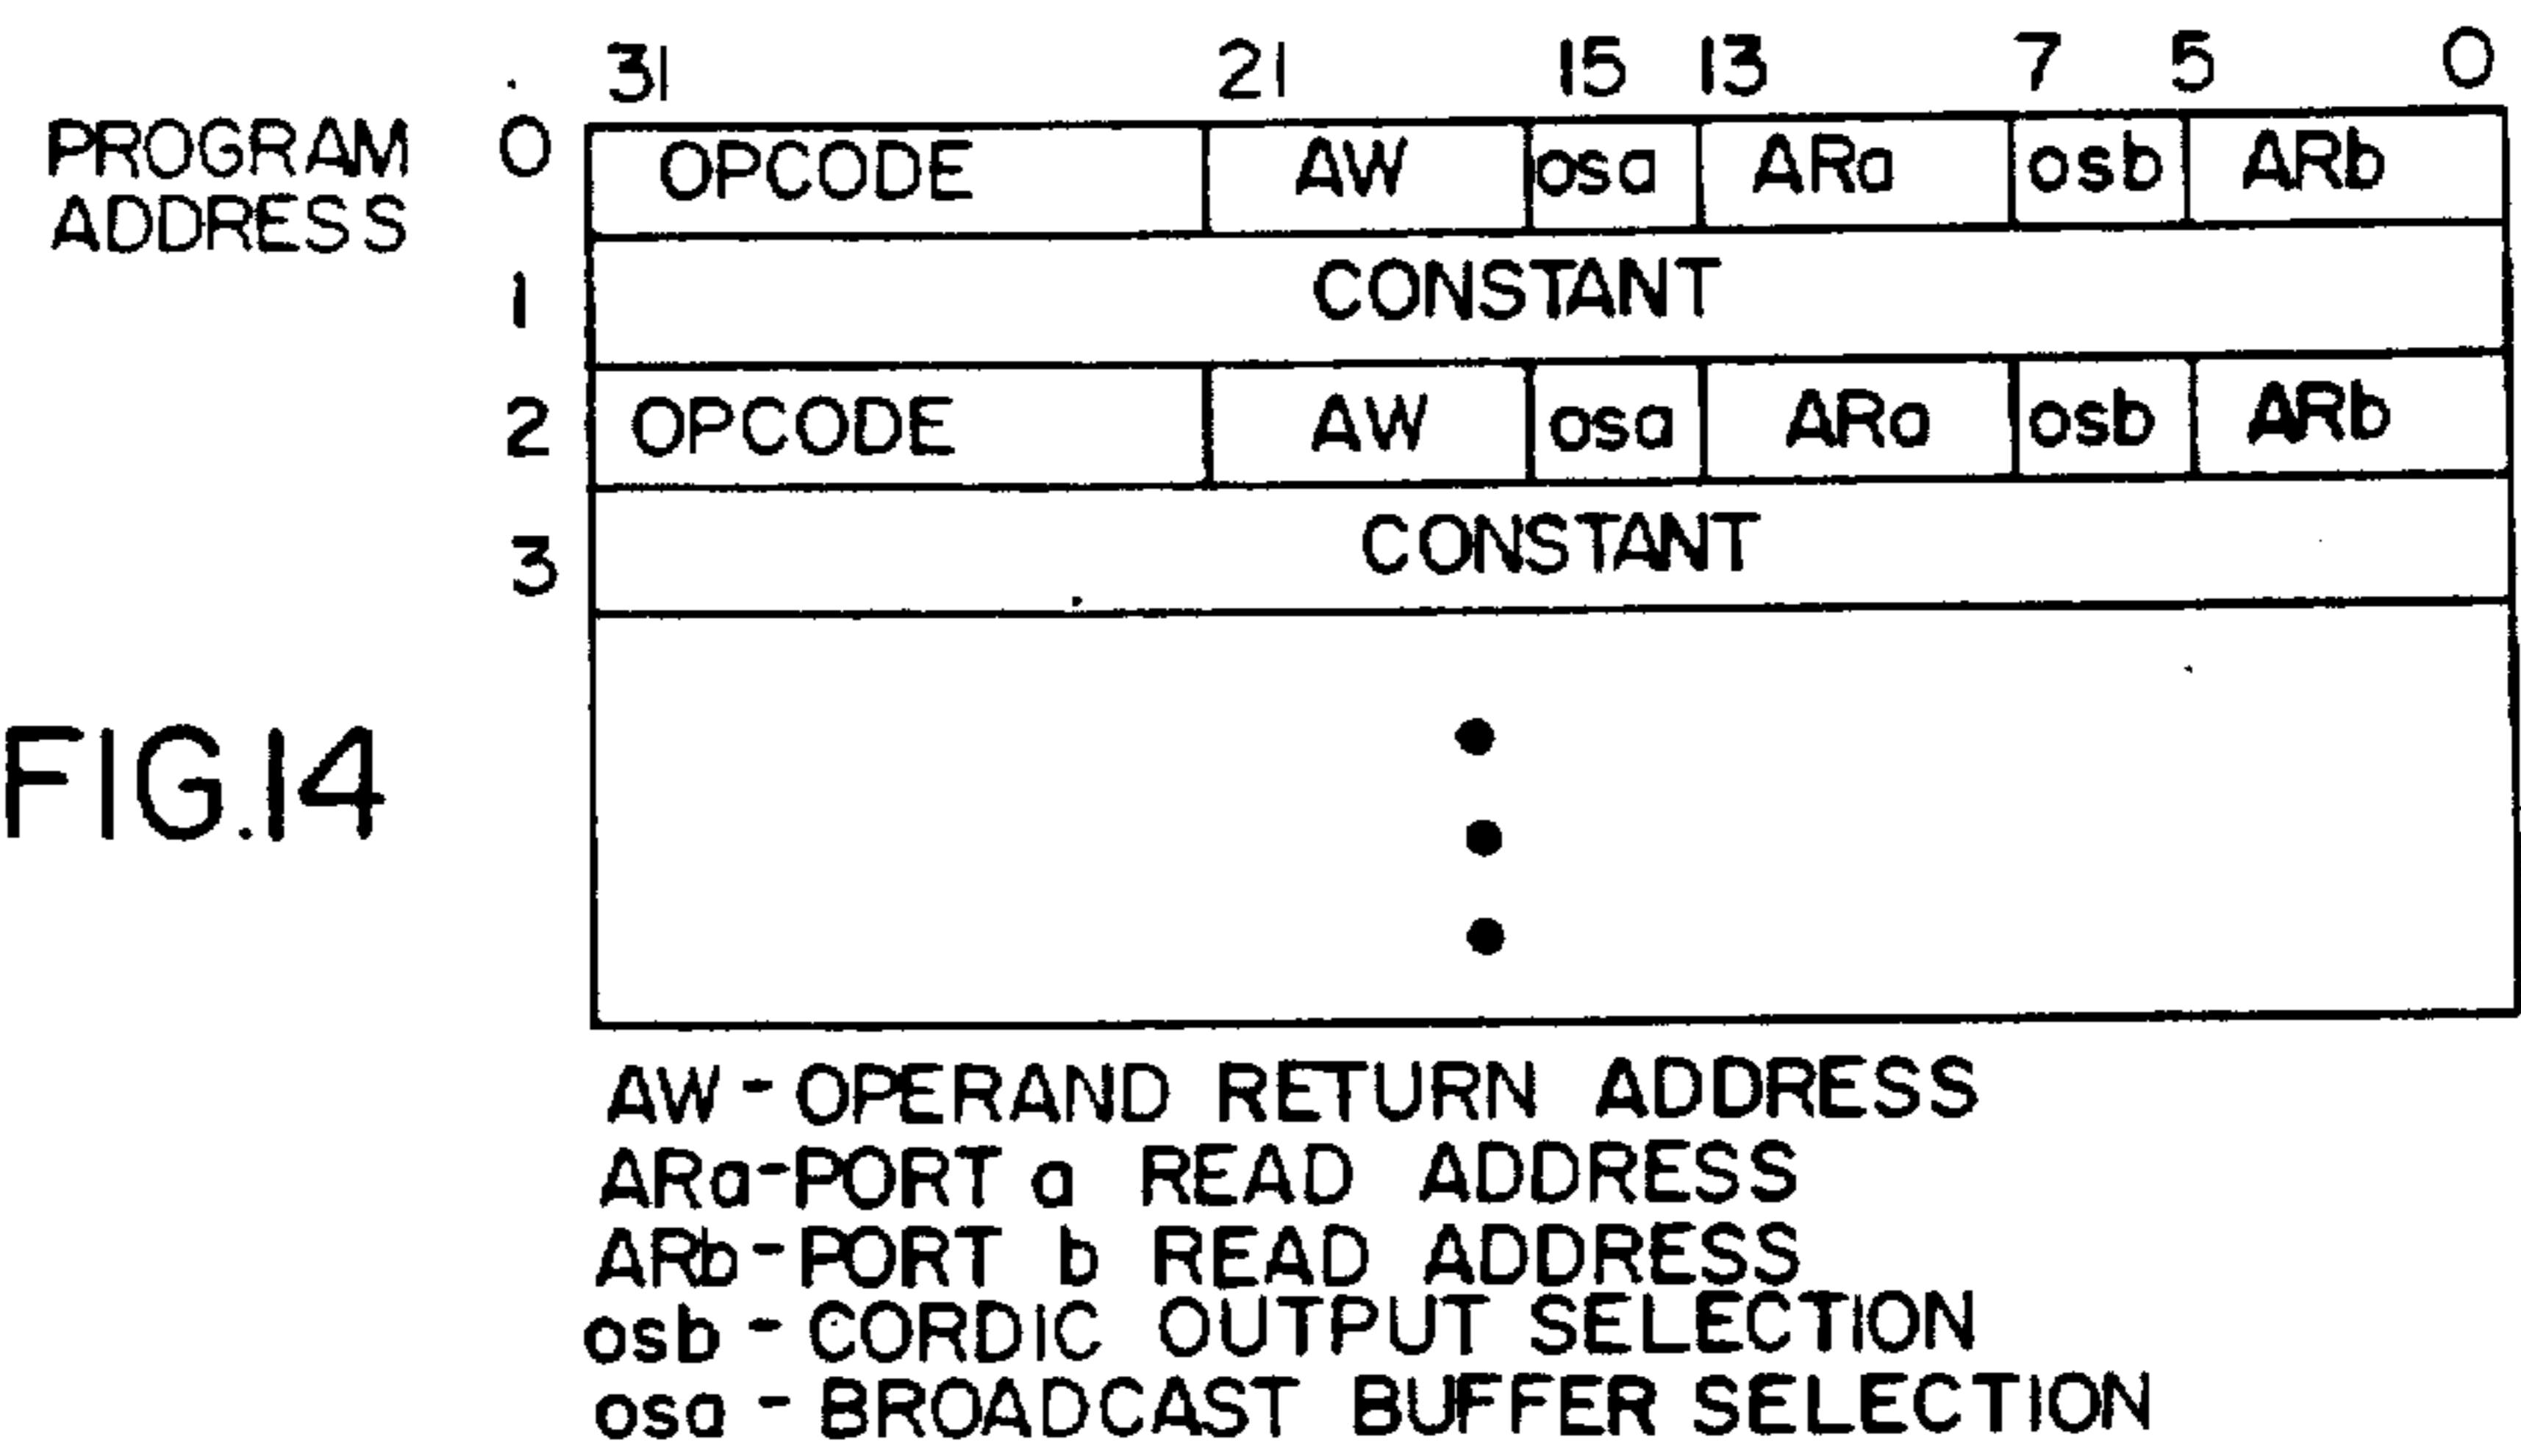 31 21 15 13 7 5 0
PROGRAM ADDRESS
0 OPCODE AW osa ARa osb ARb
1 CONSTANT
2 OPCODE AW osa ARa osb ARb
3 CONSTANT
FIG.14
AW - OPERAND RETURN ADDRESS
ARa - PORT a READ ADDRESS
ARb - PORT b READ ADDRESS
osb - CORDIC OUTPUT SELECTION
osa - BROADCAST BUFFER SELECTION